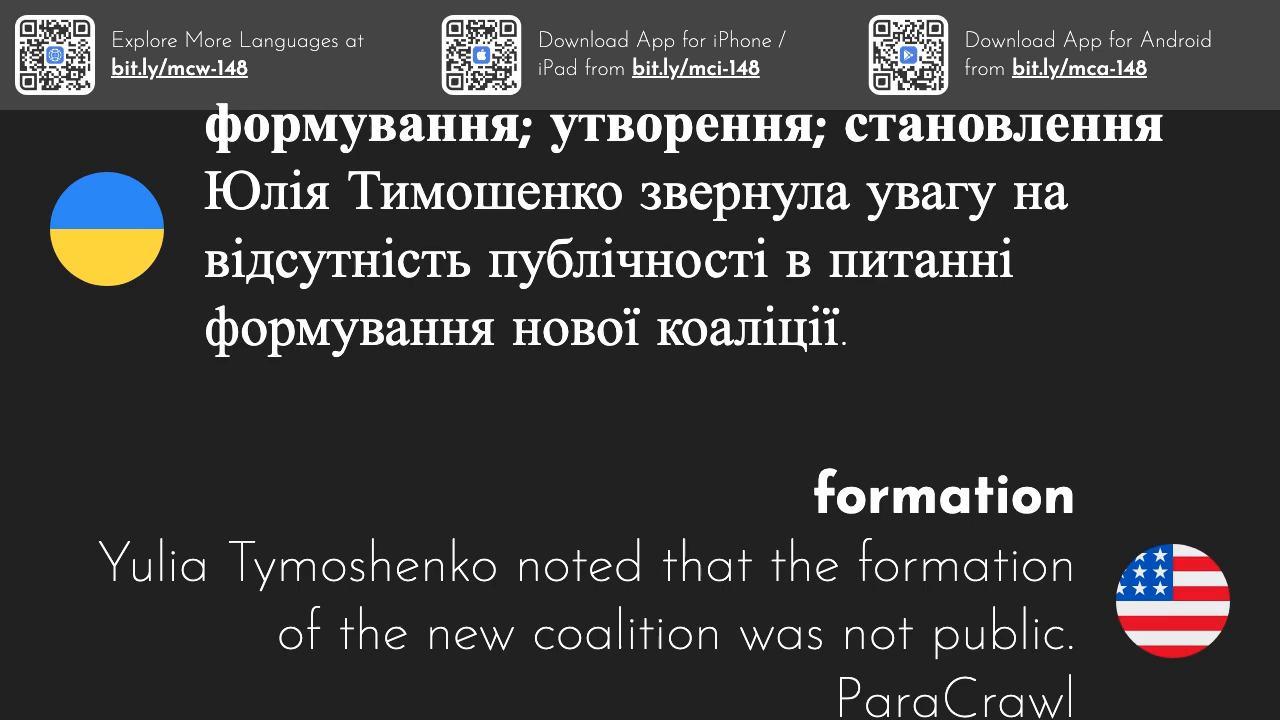 Explore More Languages at
bit.ly/mcw-148
Download App for iPhone /
iPad from bit.ly/mci-148
Download App for Android
from bit.ly/mca-148
формування; утворення; становлення
Юлія Тимошенко звернула увагу на
відсутність публічності в питанні
формування нової коаліції.
formation
Yulia Tymoshenko noted that the formation
of the new coalition was not public.
ParaCrawl